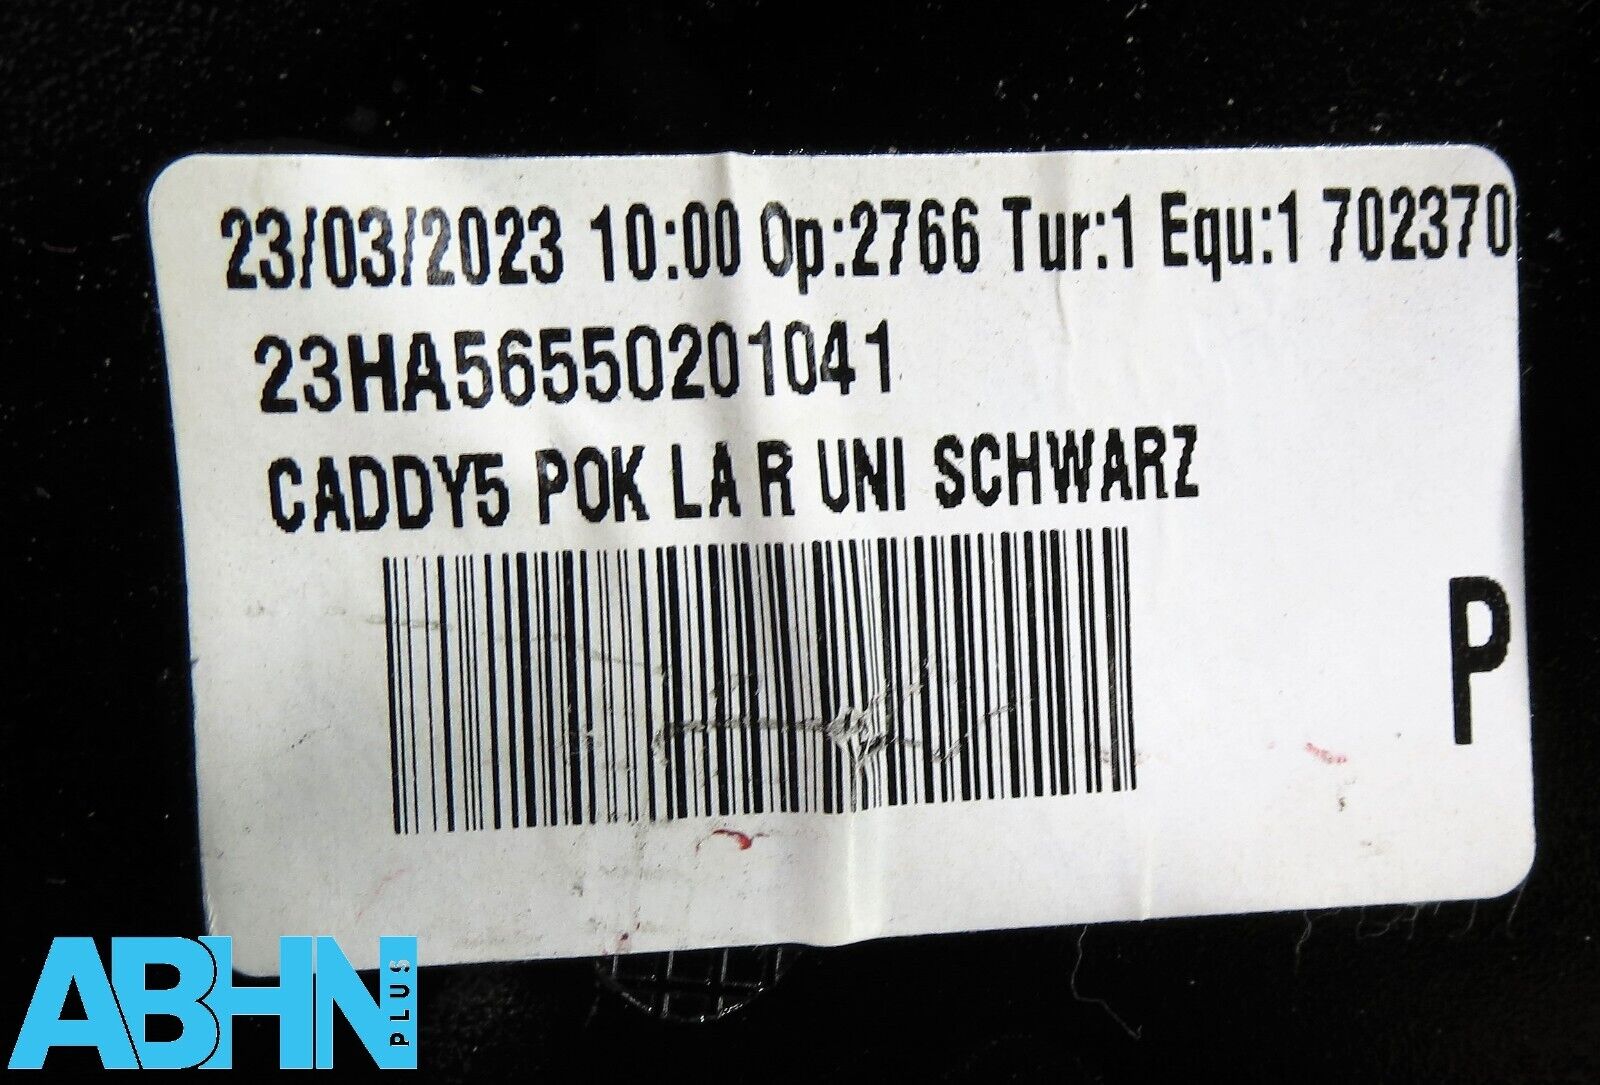 23/03/2023 10:00 Op:2766 Tur:1 Equ:1 702370
23HA56550201041
CADDY5 POK LA R UNI SCHWARZ
P
ABHN PLUS